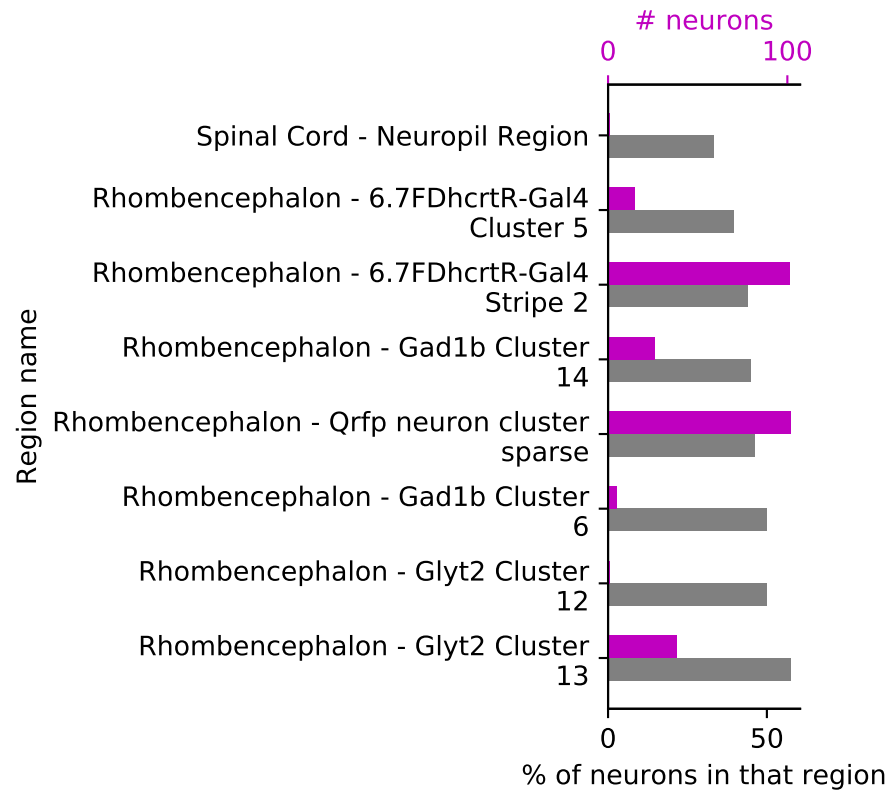 # neurons
0 100
Spinal Cord - Neuropil Region
Rhombencephalon - 6.7FDhcrtR-Gal4
Cluster 5
Rhombencephalon - 6.7FDhcrtR-Gal4
Stripe 2
Rhombencephalon - Gad1b Cluster
14
Rhombencephalon - Qrfp neuron cluster
sparse
Rhombencephalon - Gad1b Cluster
6
Rhombencephalon - Glyt2 Cluster
12
Rhombencephalon - Glyt2 Cluster
13
Region name
0 50
% of neurons in that region